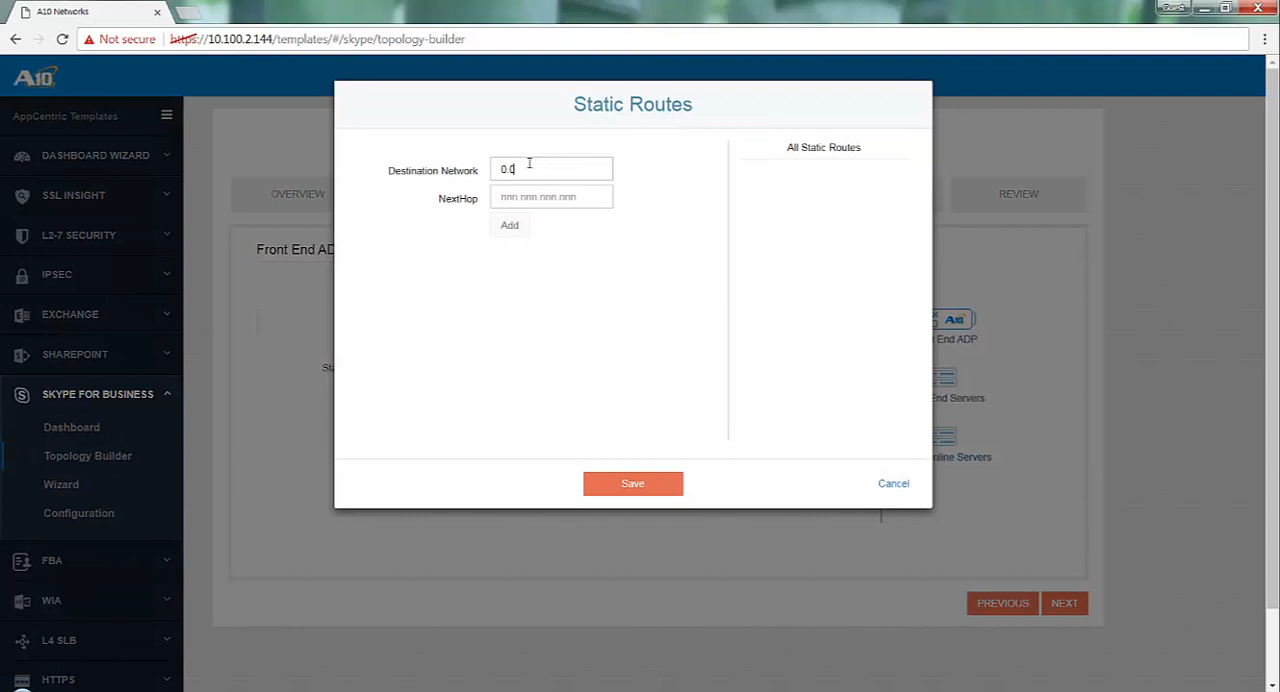 A10 Networks
Guest
Not secure
https://10.100.2.144/templates/#/skype/topology-builder
A10
AppCentric Templates
DASHBOARD WIZARD
SSL INSIGHT
L2-7 SECURITY
IPSEC
EXCHANGE
SHAREPOINT
SKYPE FOR BUSINESS
Dashboard
Topology Builder
Wizard
Configuration
FBA
WIA
L4 SLB
HTTPS
OVERVIEW
REVIEW
Front End AD
Sta
Static Routes
Destination Network
0.0
NextHop
nnn.nnn.nnn.nnn
Add
All Static Routes
Save
Cancel
A10
End ADP
End Servers
nline Servers
PREVIOUS
NEXT